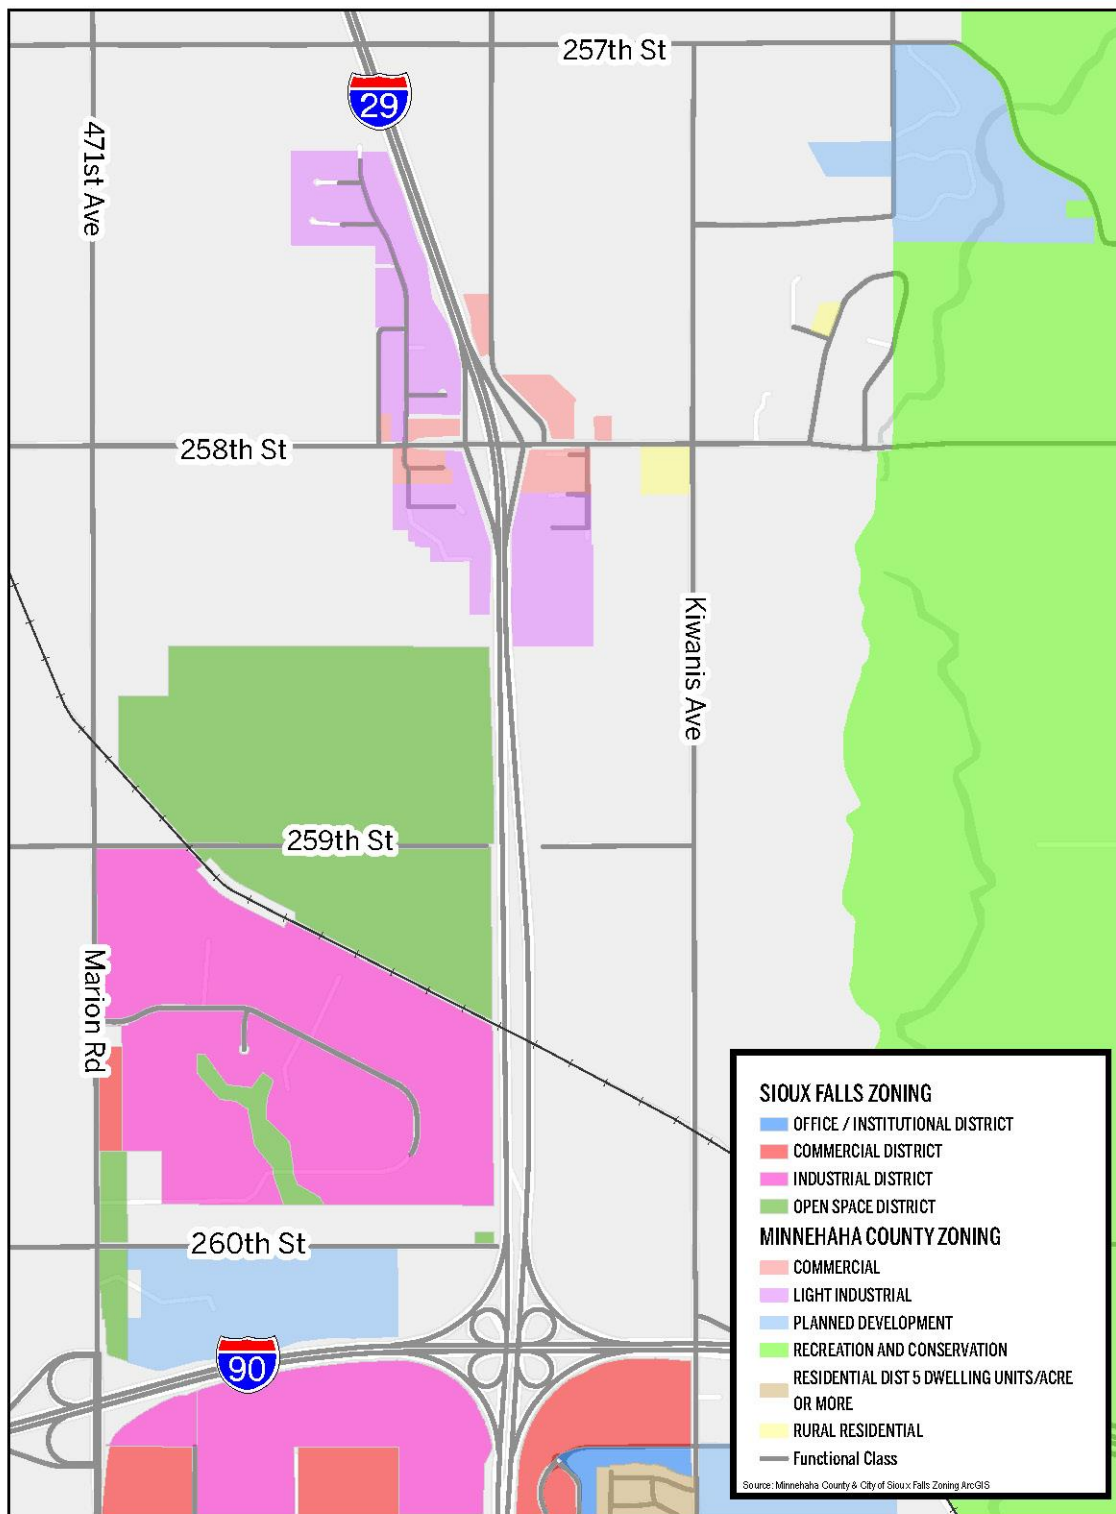 257th St
29
471st Ave
258th St
Kiwanis Ave
259th St
Marion Rd
260th St
90
SIOUX FALLS ZONING
OFFICE / INSTITUTIONAL DISTRICT
COMMERCIAL DISTRICT
INDUSTRIAL DISTRICT
OPEN SPACE DISTRICT
MINNEHAHA COUNTY ZONING
COMMERCIAL
LIGHT INDUSTRIAL
PLANNED DEVELOPMENT
RECREATION AND CONSERVATION
RESIDENTIAL DIST 5 DWELLING UNITS/ACRE
OR MORE
RURAL RESIDENTIAL
Functional Class
Source: Minnehaha County & City of Sioux Falls Zoning ArcGIS